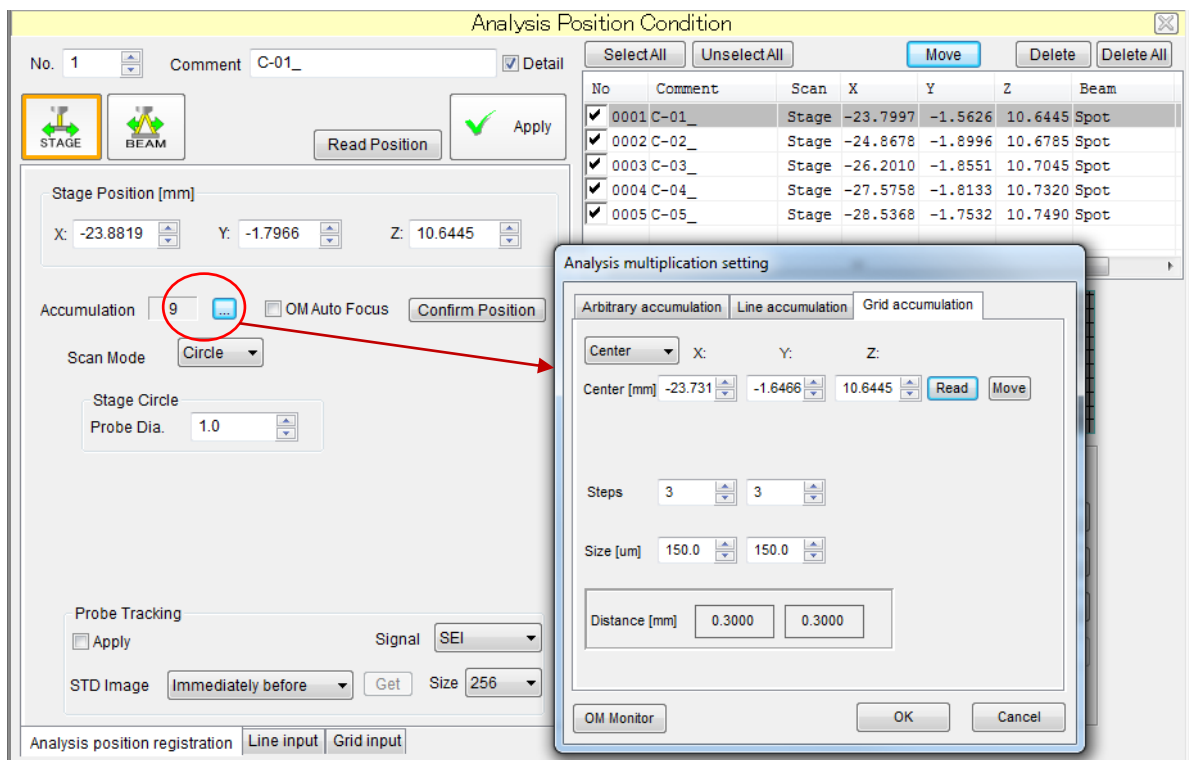 Analysis Position Condition
No. 1 Comment C-01_ Detail
SelectAll UnselectAll Move Delete Delete All
STAGE BEAM Read Position Apply
No Comment Scan X Y Z Beam
0001 C-01_ Stage -23.7997 -1.5626 10.6445 Spot
0002 C-02_ Stage -24.8678 -1.8996 10.6785 Spot
0003 C-03_ Stage -26.2010 -1.8551 10.7045 Spot
0004 C-04_ Stage -27.5758 -1.8133 10.7320 Spot
0005 C-05_ Stage -28.5368 -1.7532 10.7490 Spot
Stage Position [mm]
X: -23.8819 Y: -1.7966 Z: 10.6445
Accumulation 9 ... OM Auto Focus Confirm Position
Scan Mode Circle
Stage Circle
Probe Dia. 1.0
Probe Tracking
Apply Signal SEI
STD Image Immediately before Get Size 256
Analysis position registration Line input Grid input
Analysis multiplication setting
Arbitrary accumulation Line accumulation Grid accumulation
Center X: Y: Z:
Center [mm] -23.731 -1.6466 10.6445 Read Move
Steps 3 3
Size [um] 150.0 150.0
Distance [mm] 0.3000 0.3000
OM Monitor OK Cancel